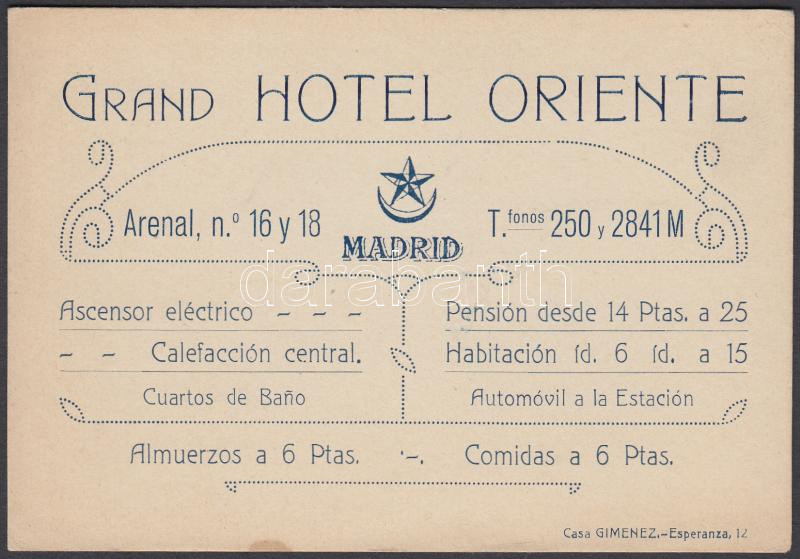 GRAND HOTEL ORIENTE
Arenal, n.º 16 y 18
MADRID
T.fonos 250 y 2841 M
darabanth
Ascensor eléctrico - - -
- - Calefacción central.
Cuartos de Baño
Pensión desde 14 Ptas. a 25
Habitación íd. 6 íd. a 15
Automóvil a la Estación
Almuerzos a 6 Ptas. -. Comidas a 6 Ptas.
Casa GIMENEZ.-Esperanza, 12